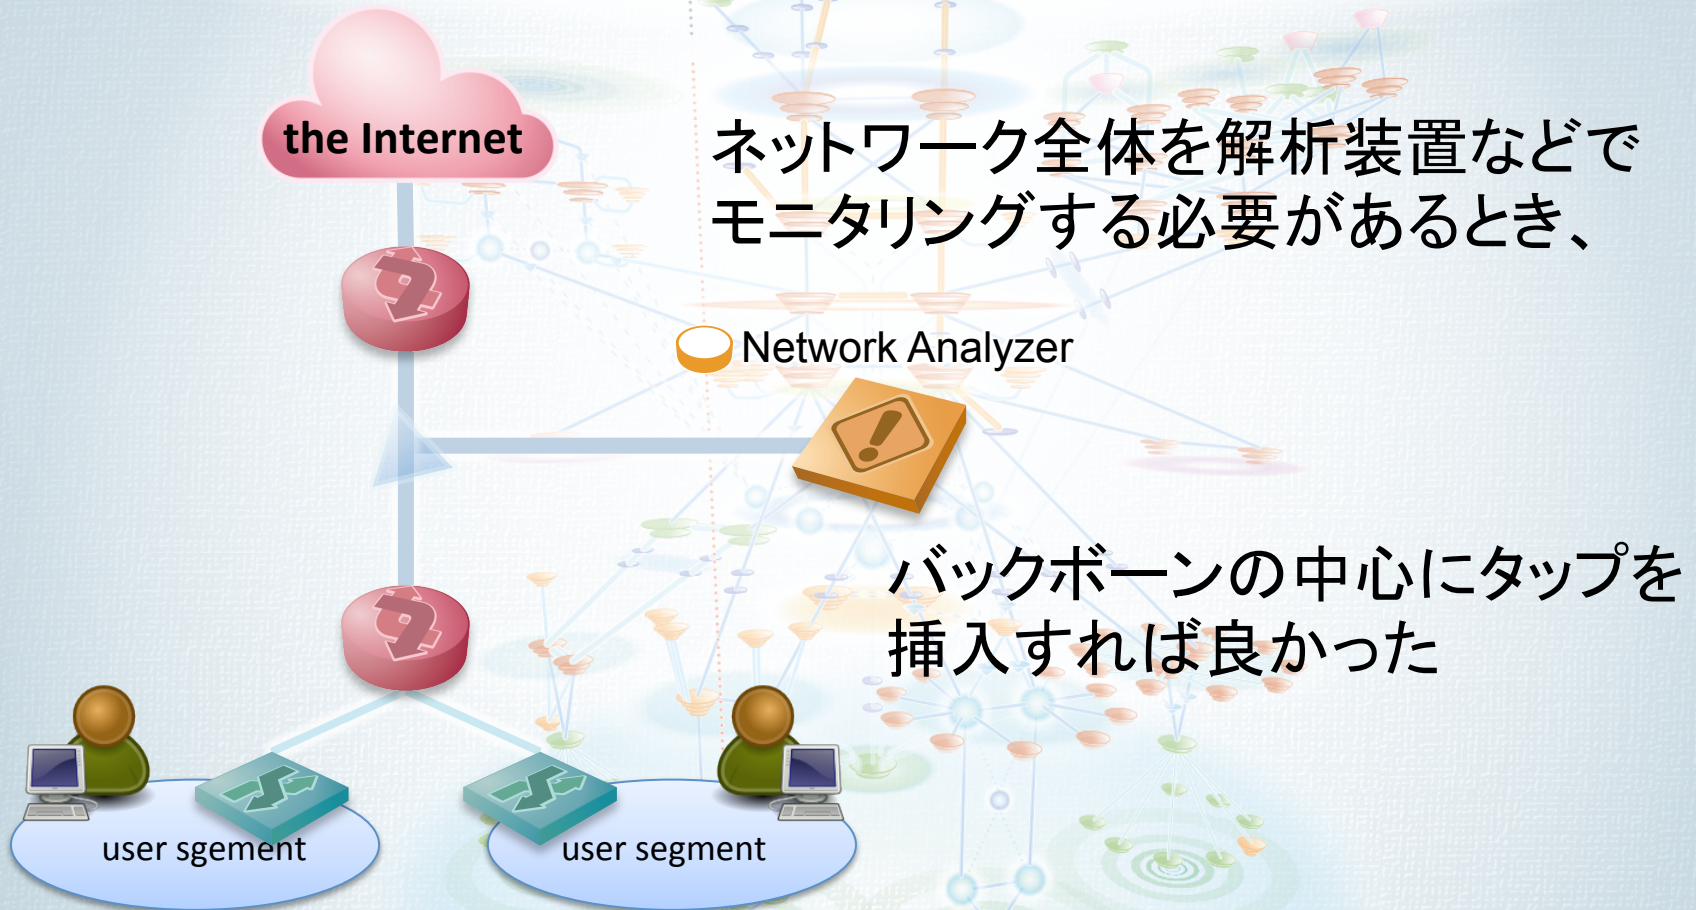 the Internet
ネットワーク全体を解析装置などで
モニタリングする必要があるとき、
Network Analyzer
バックボーンの中心にタップを
挿入すれば良かった
user sgement
user segment